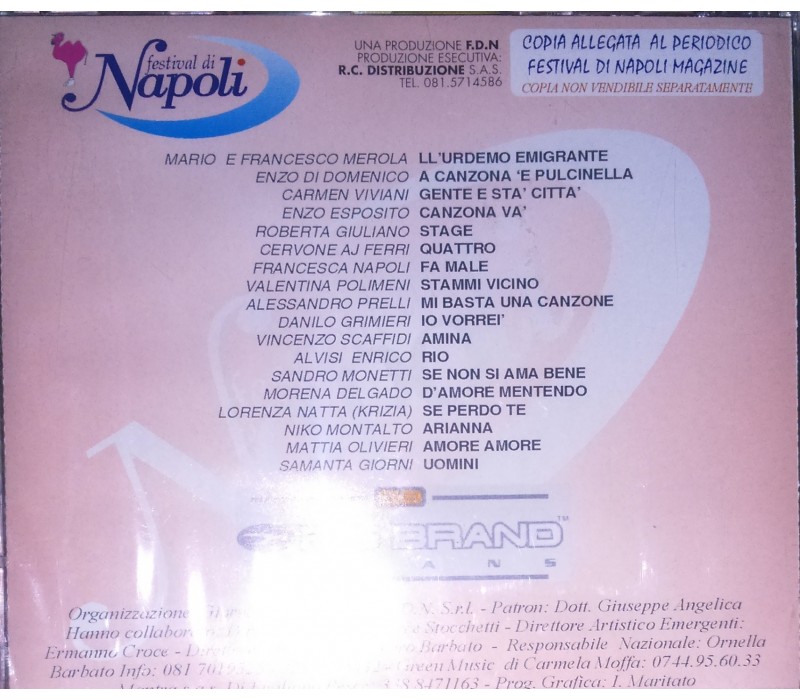 festival di
Napoli
UNA PRODUZIONE F.D.N.
PRODUZIONE ESECUTIVA:
R.C. DISTRIBUZIONE S.A.S.
TEL. 081.5714586
COPIA ALLEGATA AL PERIODICO
FESTIVAL DI NAPOLI MAGAZINE
COPIA NON VENDIBILE SEPARATAMENTE
MARIO E FRANCESCO MEROLA LL'URDEMO EMIGRANTE
ENZO DI DOMENICO A CANZONA 'E PULCINELLA
CARMEN VIVIANI GENTE E STA' CITTA'
ENZO ESPOSITO CANZONA VA'
ROBERTA GIULIANO STAGE
CERVONE AJ FERRI QUATTRO
FRANCESCA NAPOLI FA MALE
VALENTINA POLIMENI STAMMI VICINO
ALESSANDRO PRELLI MI BASTA UNA CANZONE
DANILO GRIMIERI IO VORREI'
VINCENZO SCAFFIDI AMINA
ALVISI ENRICO RIO
SANDRO MONETTI SE NON SI AMA BENE
MORENA DELGADO D'AMORE MENTENDO
LORENZA NATTA (KRIZIA) SE PERDO TE
NIKO MONTALTO ARIANNA
MATTIA OLIVIERI AMORE AMORE
SAMANTA GIORNI UOMINI
BRAND TM
Organizzazione S.r.L - Patron: Dott. Giuseppe Angelica
Hanno Stocchetti - Direttore Artistico Emergenti:
Ermanno Croce - Barbato - Responsabile Nazionale: Ornella
Barbato Info: 081 Green Music di Carmela Moffa: 0744.95.60.33
8471163 - Prog. Grafica: I. Maritato